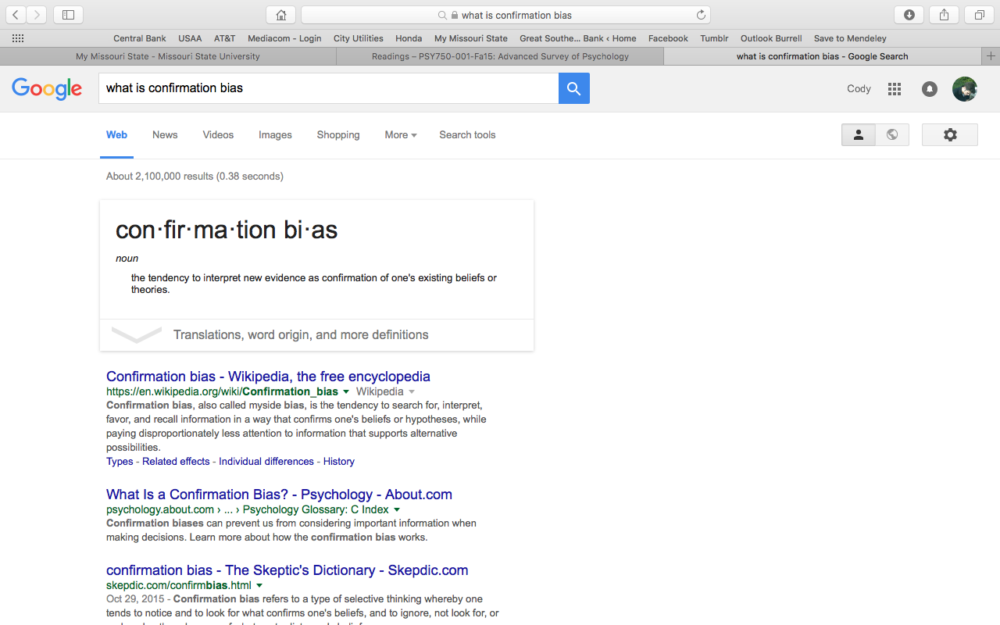 what is confirmation bias
Central Bank USAA AT&T Mediacom - Login City Utilities Honda My Missouri State Great Southe... Bank ‹ Home Facebook Tumblr Outlook Burrell Save to Mendeley
My Missouri State - Missouri State University Readings – PSY750-001-Fa15: Advanced Survey of Psychology what is confirmation bias - Google Search
Google what is confirmation bias Cody
Web News Videos Images Shopping More Search tools
About 2,100,000 results (0.38 seconds)
con·fir·ma·tion bi·as
noun
the tendency to interpret new evidence as confirmation of one's existing beliefs or
theories.
Translations, word origin, and more definitions
Confirmation bias - Wikipedia, the free encyclopedia
https://en.wikipedia.org/wiki/Confirmation_bias Wikipedia
Confirmation bias, also called myside bias, is the tendency to search for, interpret,
favor, and recall information in a way that confirms one's beliefs or hypotheses, while
paying disproportionately less attention to information that supports alternative
possibilities.
Types - Related effects - Individual differences - History
What Is a Confirmation Bias? - Psychology - About.com
psychology.about.com › ... › Psychology Glossary: C Index
Confirmation biases can prevent us from considering important information when
making decisions. Learn more about how the confirmation bias works.
confirmation bias - The Skeptic's Dictionary - Skepdic.com
skepdic.com/confirmbias.html
Oct 29, 2015 - Confirmation bias refers to a type of selective thinking whereby one
tends to notice and to look for what confirms one's beliefs, and to ignore, not look for, or